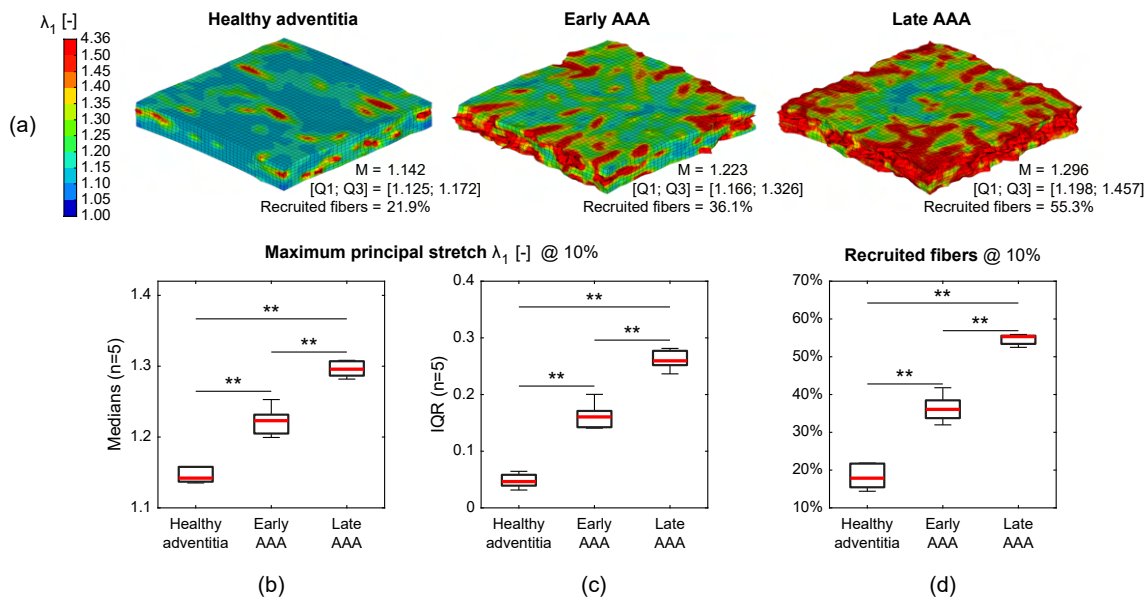 Healthy adventitia
Early AAA
Late AAA
λ1 [-]
4.36
1.50
1.45
1.40
1.35
1.30
1.25
1.20
1.15
1.10
1.05
1.00
(a)
M = 1.142
[Q1; Q3] = [1.125; 1.172]
Recruited fibers = 21.9%
M = 1.223
[Q1; Q3] = [1.166; 1.326]
Recruited fibers = 36.1%
M = 1.296
[Q1; Q3] = [1.198; 1.457]
Recruited fibers = 55.3%
Maximum principal stretch λ1 [-] @ 10%
Recruited fibers @ 10%
Medians (n=5)
1.4
1.3
1.2
1.1
**
**
**
Healthy adventitia
Early AAA
Late AAA
(b)
IQR (n=5)
0.4
0.3
0.2
0.1
0
**
**
**
Healthy adventitia
Early AAA
Late AAA
(c)
70%
60%
50%
40%
30%
20%
10%
**
**
**
Healthy adventitia
Early AAA
Late AAA
(d)